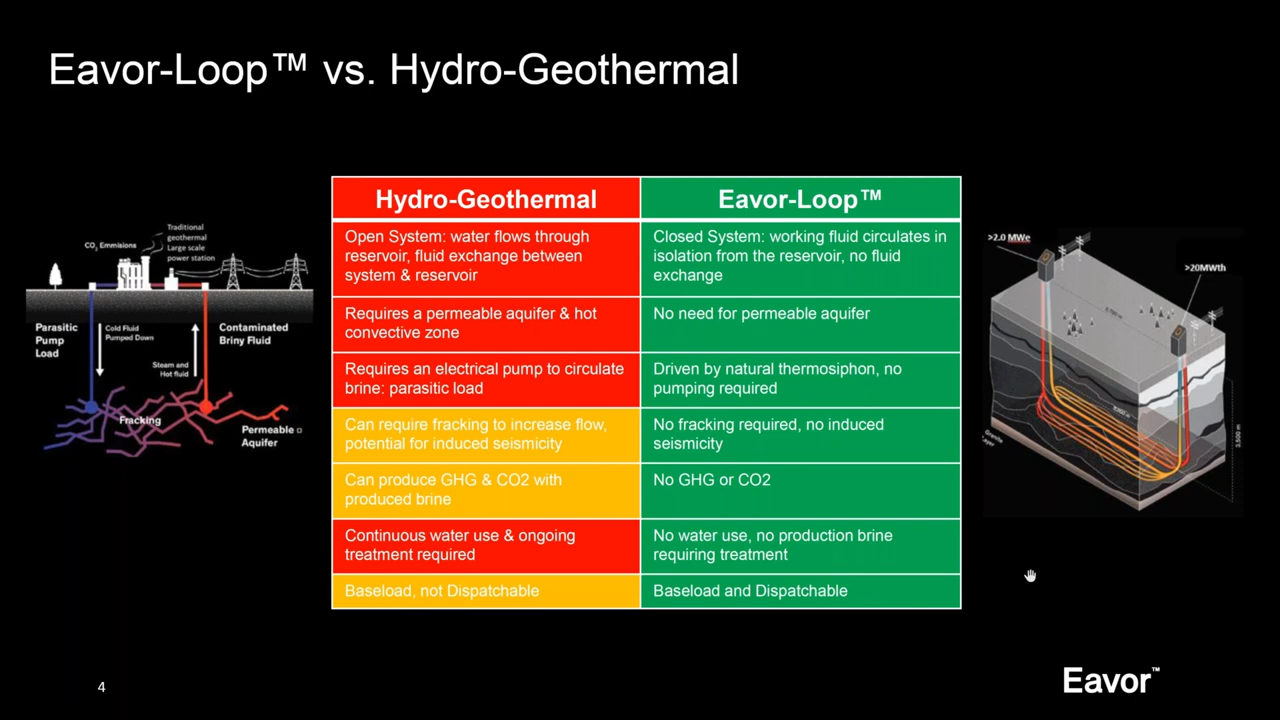 Eavor-Loop™ vs. Hydro-Geothermal
Traditional
geothermal
Large scale
power station
CO2 Emmisions
Parasitic
Pump
Load
Cold Fluid
Pumped Down
Contaminated
Briny Fluid
Steam and
Hot fluid
Fracking
Permeable
Aquifer
Hydro-Geothermal
Eavor-Loop™
Open System: water flows through
reservoir, fluid exchange between
system & reservoir
Closed System: working fluid circulates in
isolation from the reservoir, no fluid
exchange
Requires a permeable aquifer & hot
convective zone
No need for permeable aquifer
Requires an electrical pump to circulate
brine: parasitic load
Driven by natural thermosiphon, no
pumping required
Can require fracking to increase flow,
potential for induced seismicity
No fracking required, no induced
seismicity
Can produce GHG & CO2 with
produced brine
No GHG or CO2
Continuous water use & ongoing
treatment required
No water use, no production brine
requiring treatment
Baseload, not Dispatchable
Baseload and Dispatchable
>2.0 MWe
>20MWth
Granite
Layer
4
Eavor™